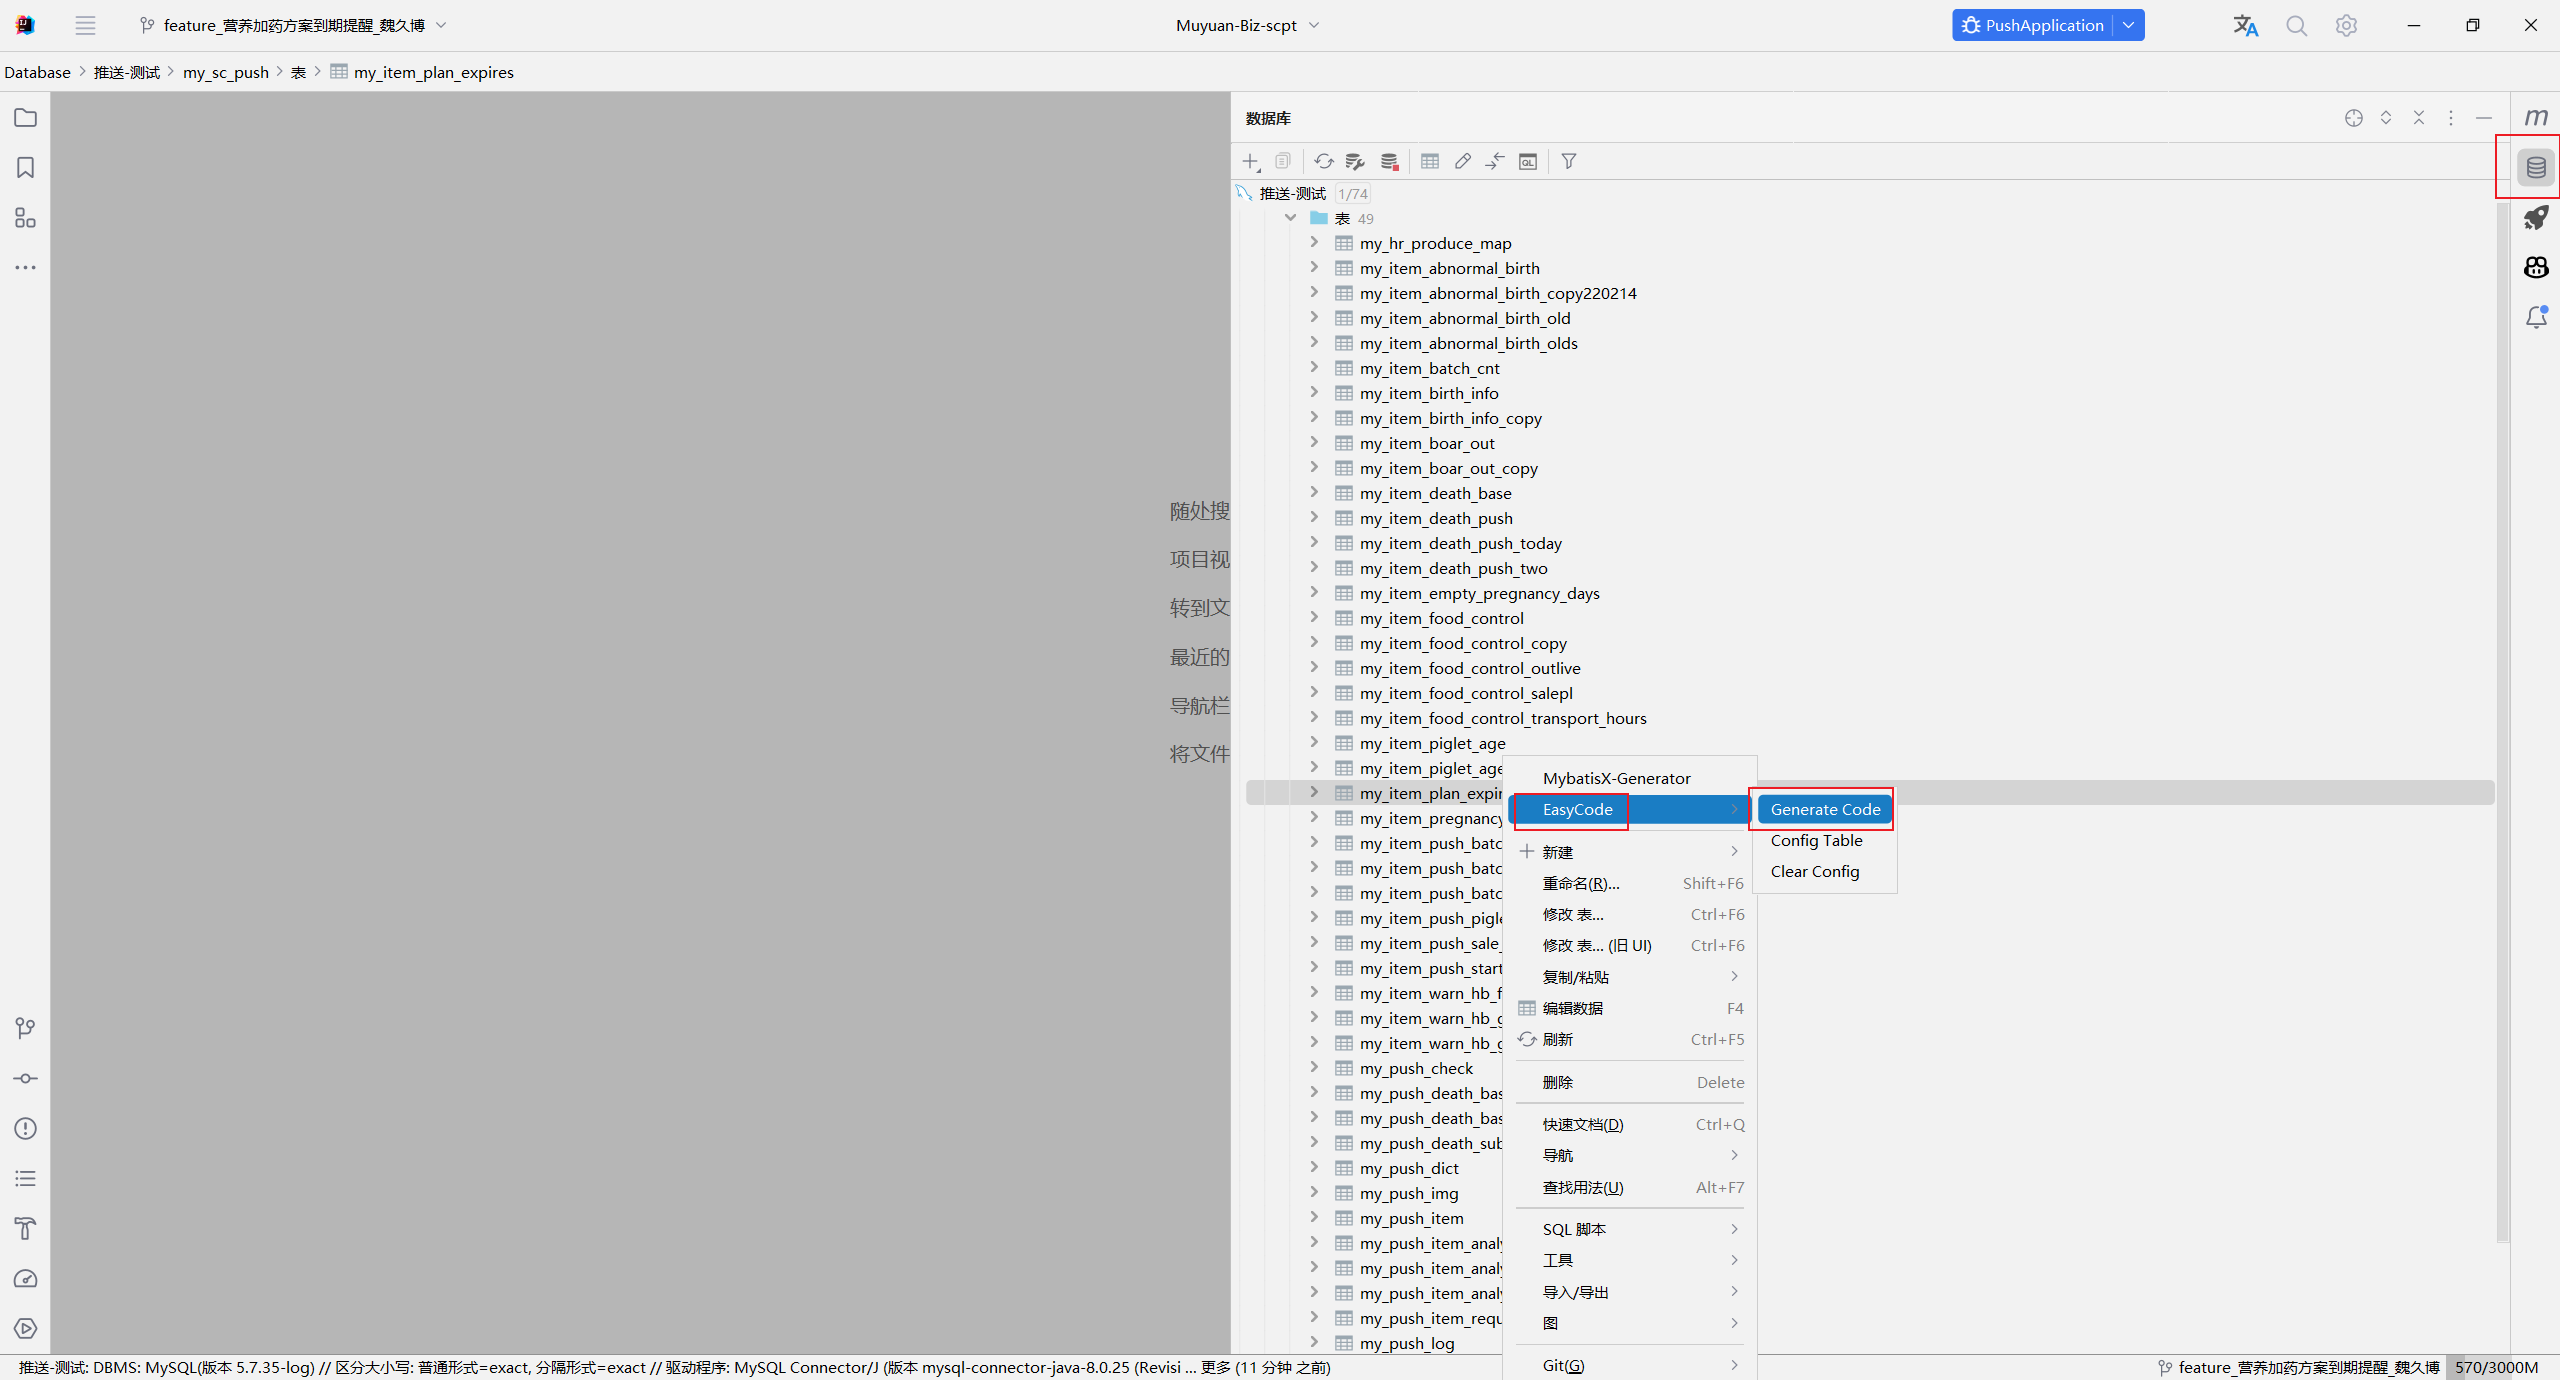 feature_营养加药方案到期提醒_魏久博
Muyuan-Biz-scpt
PushApplication
Database > 推送-测试 > my_sc_push > 表 > my_item_plan_expires
数据库
推送-测试 1/74
表 49
my_hr_produce_map
my_item_abnormal_birth
my_item_abnormal_birth_copy220214
my_item_abnormal_birth_old
my_item_abnormal_birth_olds
my_item_batch_cnt
my_item_birth_info
my_item_birth_info_copy
my_item_boar_out
my_item_boar_out_copy
my_item_death_base
my_item_death_push
my_item_death_push_today
my_item_death_push_two
my_item_empty_pregnancy_days
my_item_food_control
my_item_food_control_copy
my_item_food_control_outlive
my_item_food_control_salepl
my_item_food_control_transport_hours
my_item_piglet_age
my_item_piglet_age
my_item_plan_expir
my_item_pregnancy
my_item_push_batc
my_item_push_batc
my_item_push_batc
my_item_push_pigle
my_item_push_sale_
my_item_push_start
my_item_warn_hb_f
my_item_warn_hb_g
my_item_warn_hb_g
my_push_check
my_push_death_bas
my_push_death_bas
my_push_death_sub
my_push_dict
my_push_img
my_push_item
my_push_item_analy
my_push_item_analy
my_push_item_analy
my_push_item_requ
my_push_log
随处搜
项目视
转到文
最近的
导航栏
将文件
MybatisX-Generator
EasyCode
新建
重命名(R)... Shift+F6
修改 表... Ctrl+F6
修改 表... (旧 UI) Ctrl+F6
复制/粘贴
编辑数据 F4
刷新 Ctrl+F5
删除 Delete
快速文档(D) Ctrl+Q
导航
查找用法(U) Alt+F7
SQL 脚本
工具
导入/导出
图
Git(G)
Generate Code
Config Table
Clear Config
推送-测试: DBMS: MySQL(版本 5.7.35-log) // 区分大小写: 普通形式=exact, 分隔形式=exact // 驱动程序: MySQL Connector/J (版本 mysql-connector-java-8.0.25 (Revisi ... 更多 (11 分钟 之前)
feature_营养加药方案到期提醒_魏久博
570/3000M